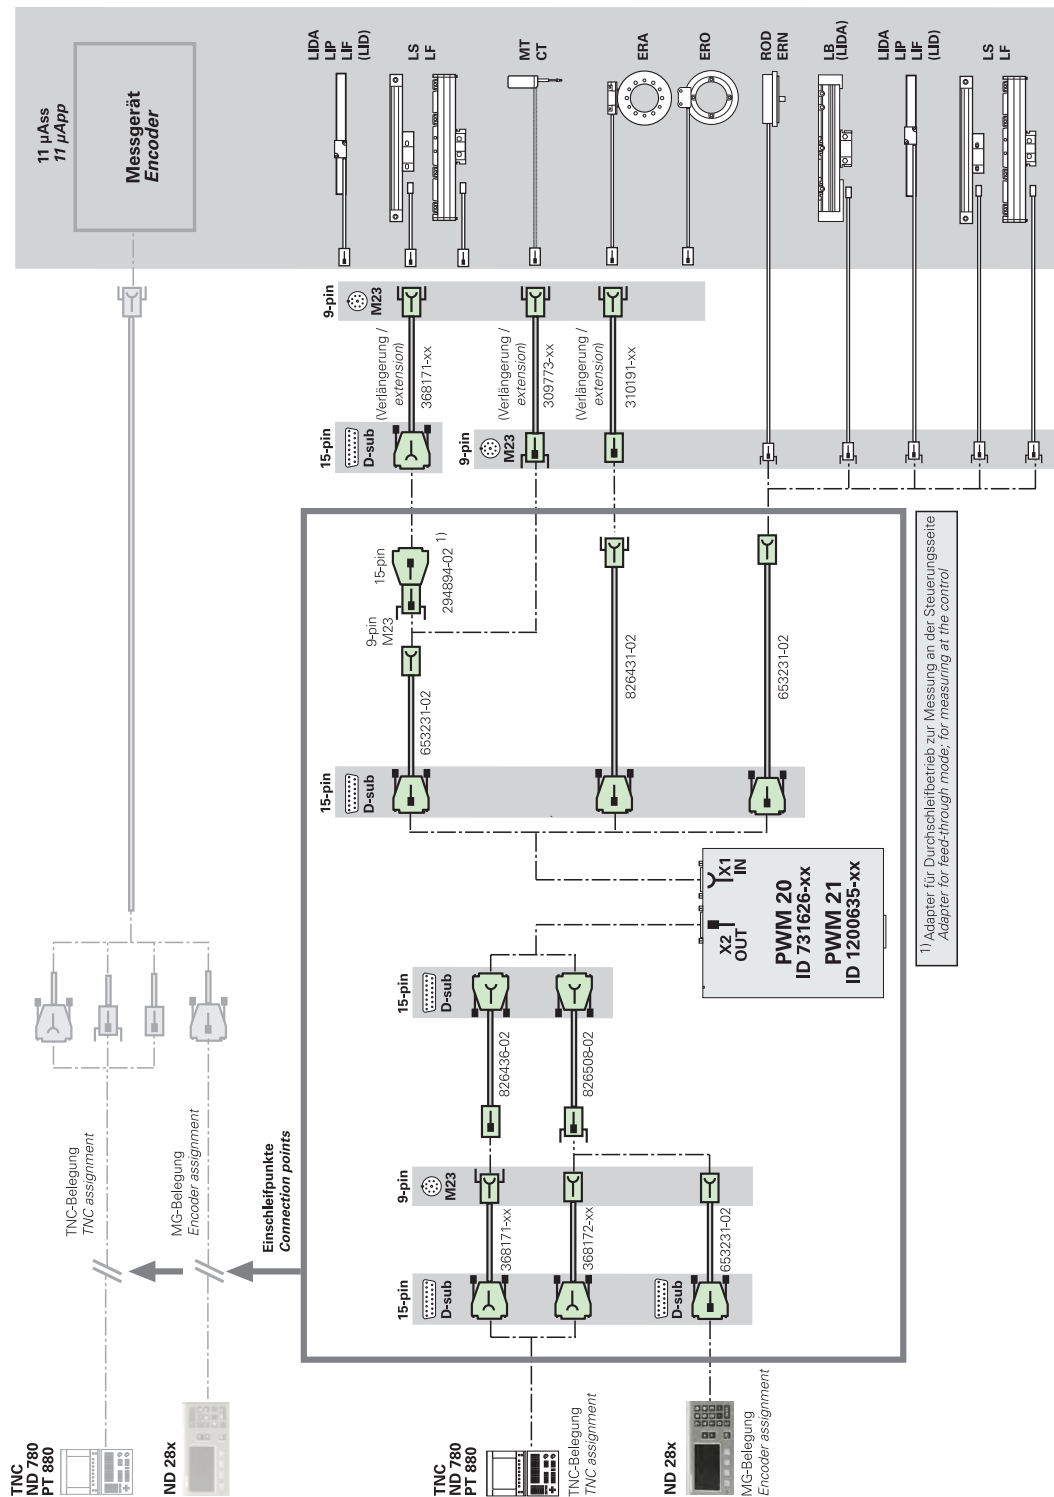 11 µAss
11 µApp
Messgerät
Encoder
LIDA
LIP
LIF
(LID)
LS
LF
MT
CT
ERA
ERO
ROD
ERN
LB
(LIDA)
LIDA
LIP
LIF
(LID)
LS
LF
9-pin
M23
(Verlängerung /
extension)
368171-xx
(Verlängerung /
extension)
309773-xx
(Verlängerung /
extension)
310191-xx
15-pin
D-sub
9-pin
M23
15-pin
1)
294894-02
9-pin
M23
653231-02
826431-02
653231-02
15-pin
D-sub
X1
IN
X2
OUT
PWM 20
ID 731626-xx
PWM 21
ID 1200635-xx
1) Adapter für Durchschleifbetrieb zur Messung an der Steuerungsseite
Adapter for feed-through mode; for measuring at the control
15-pin
D-sub
826436-02
826508-02
9-pin
M23
368171-xx
368172-xx
653231-02
15-pin
D-sub
D-sub
TNC-Belegung
TNC assignment
MG-Belegung
Encoder assignment
Einschleifpunkte
Connection points
TNC
ND 780
PT 880
ND 28x
TNC
ND 780
PT 880
TNC-Belegung
TNC assignment
ND 28x
MG-Belegung
Encoder assignment